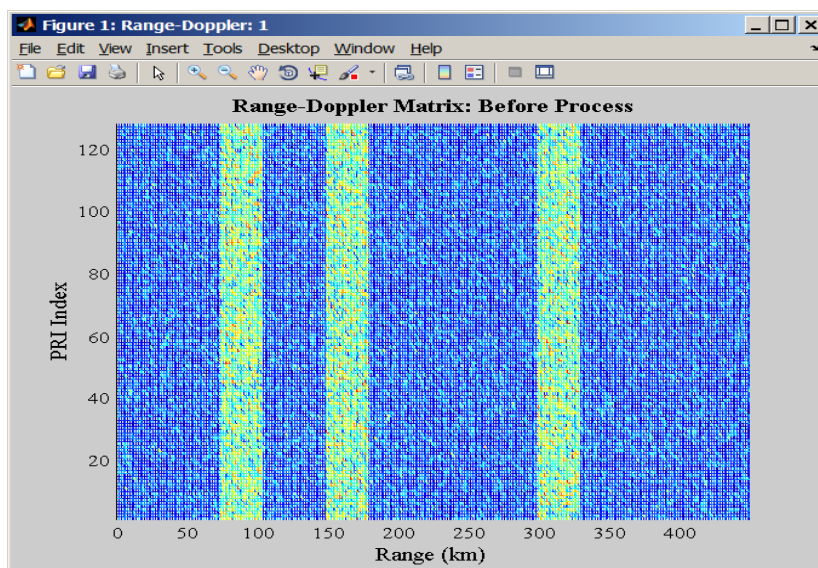 Figure 1: Range-Doppler: 1
File Edit View Insert Tools Desktop Window Help
Range-Doppler Matrix: Before Process
120
100
80
60
40
20
PRI Index
0 50 100 150 200 250 300 350 400
Range (km)